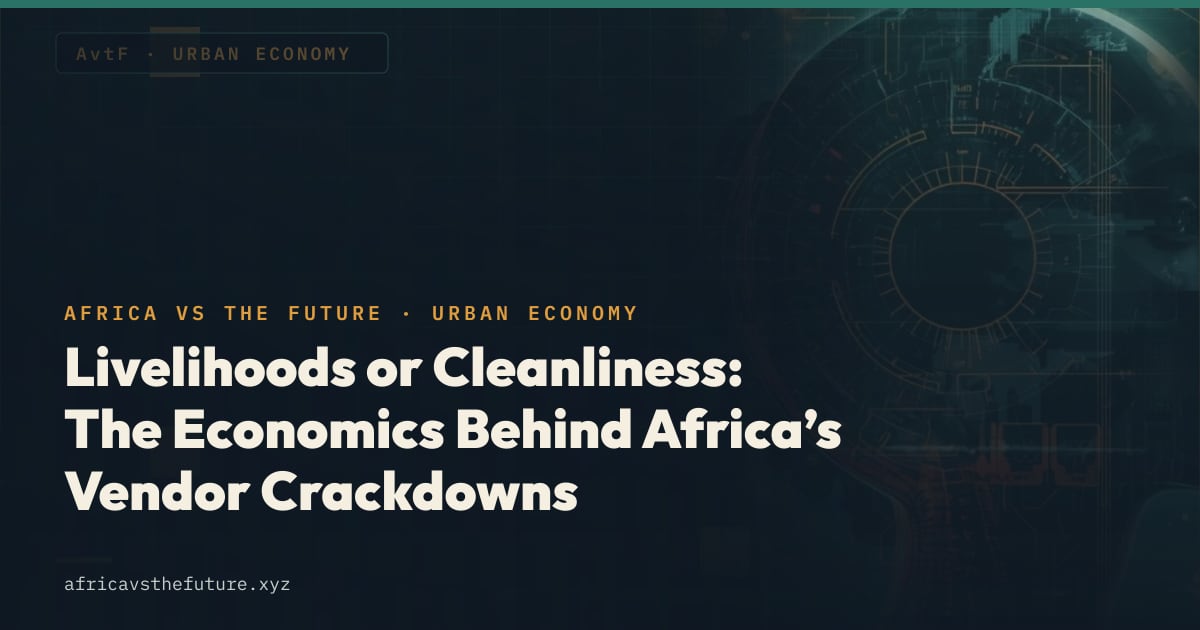 AvtF · URBAN ECONOMY
AFRICA VS THE FUTURE · URBAN ECONOMY
Livelihoods or Cleanliness:
The Economics Behind Africa’s
Vendor Crackdowns
africavsthefuture.xyz